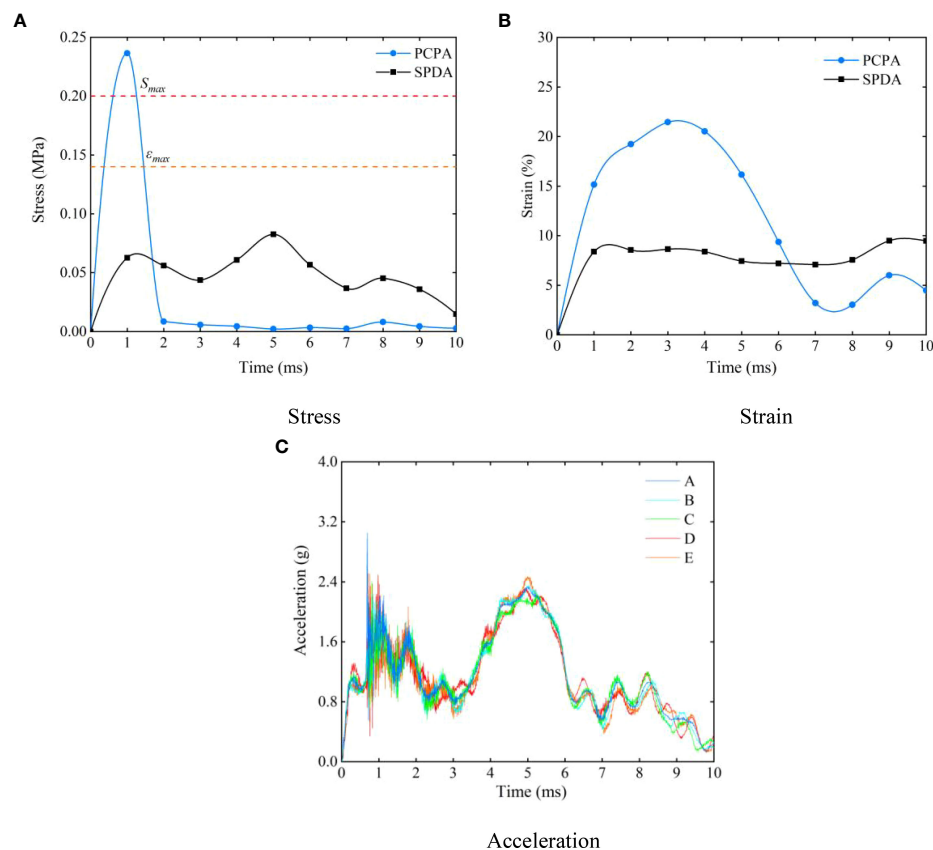 A
Stress (MPa)
0.25
0.20
0.15
0.10
0.05
0.00
PCPA
SPDA
Smax
εmax
0 1 2 3 4 5 6 7 8 9 10
Time (ms)
Stress
B
Strain (%)
30
25
20
15
10
5
0
PCPA
SPDA
0 1 2 3 4 5 6 7 8 9 10
Time (ms)
Strain
C
Acceleration (g)
4.0
3.2
2.4
1.6
0.8
0.0
A
B
C
D
E
0 1 2 3 4 5 6 7 8 9 10
Time (ms)
Acceleration